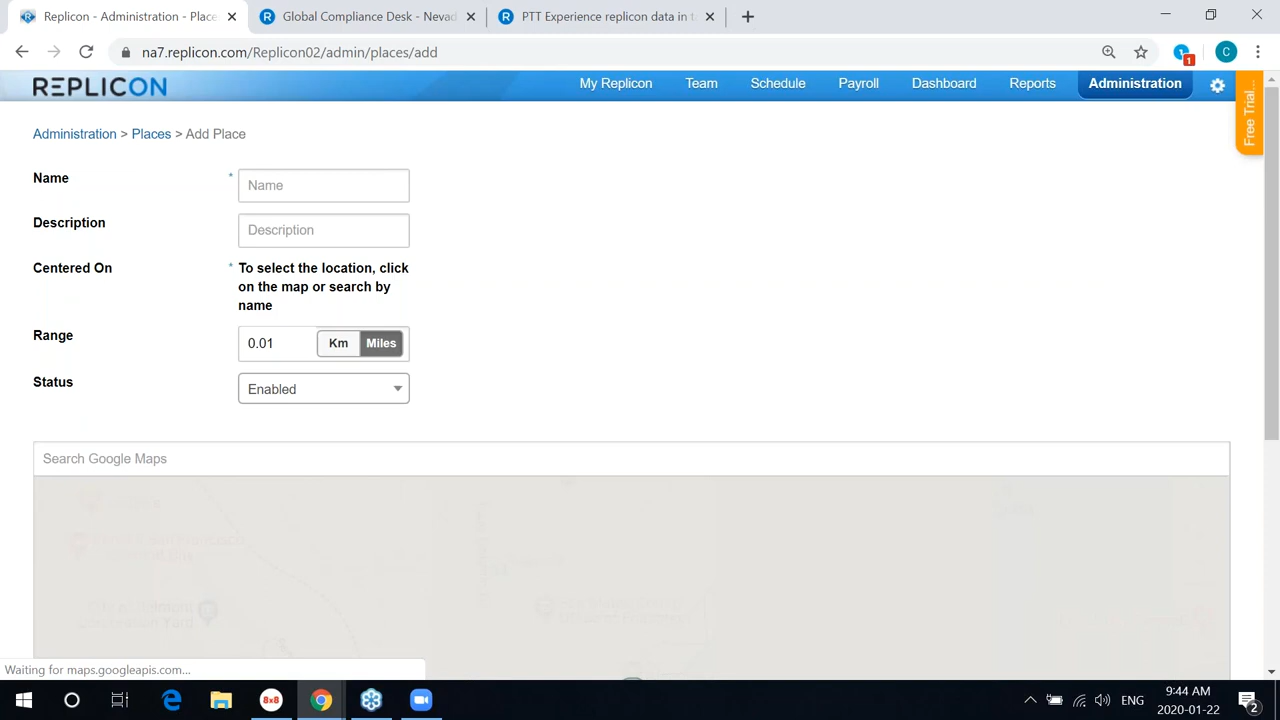 Replicon - Administration - Place
Global Compliance Desk - Nevad
PTT Experience replicon data in t
na7.replicon.com/Replicon02/admin/places/add
C
1
REPLICON
My Replicon
Team
Schedule
Payroll
Dashboard
Reports
Administration
Free Trial...
Administration > Places > Add Place
Name
*
Name
Description
Description
Centered On
* To select the location, click
on the map or search by
name
Range
0.01
Km
Miles
Status
Enabled
Search Google Maps
Waiting for maps.googleapis.com...
8x8
ENG
9:44 AM
2020-01-22
2